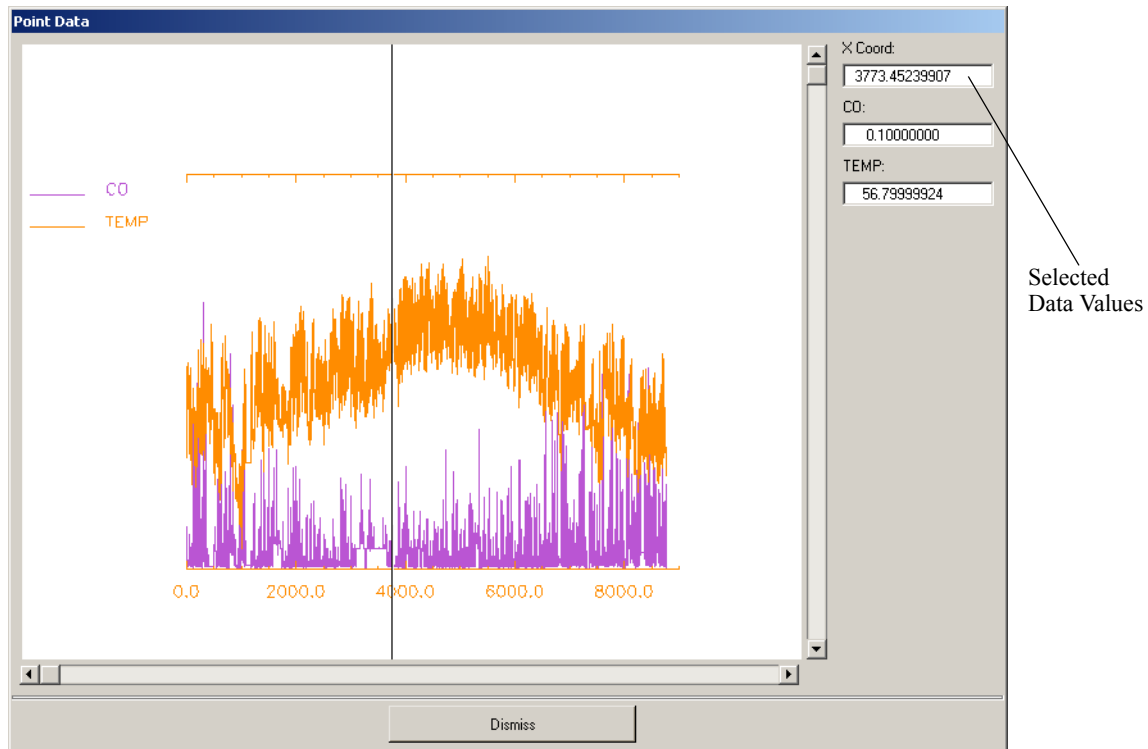 Point Data
X Coord:
3773.45239907
CO:
0.10000000
TEMP:
56.79999924
CO
TEMP
Selected
Data Values
0.0 2000.0 4000.0 6000.0 8000.0
Dismiss